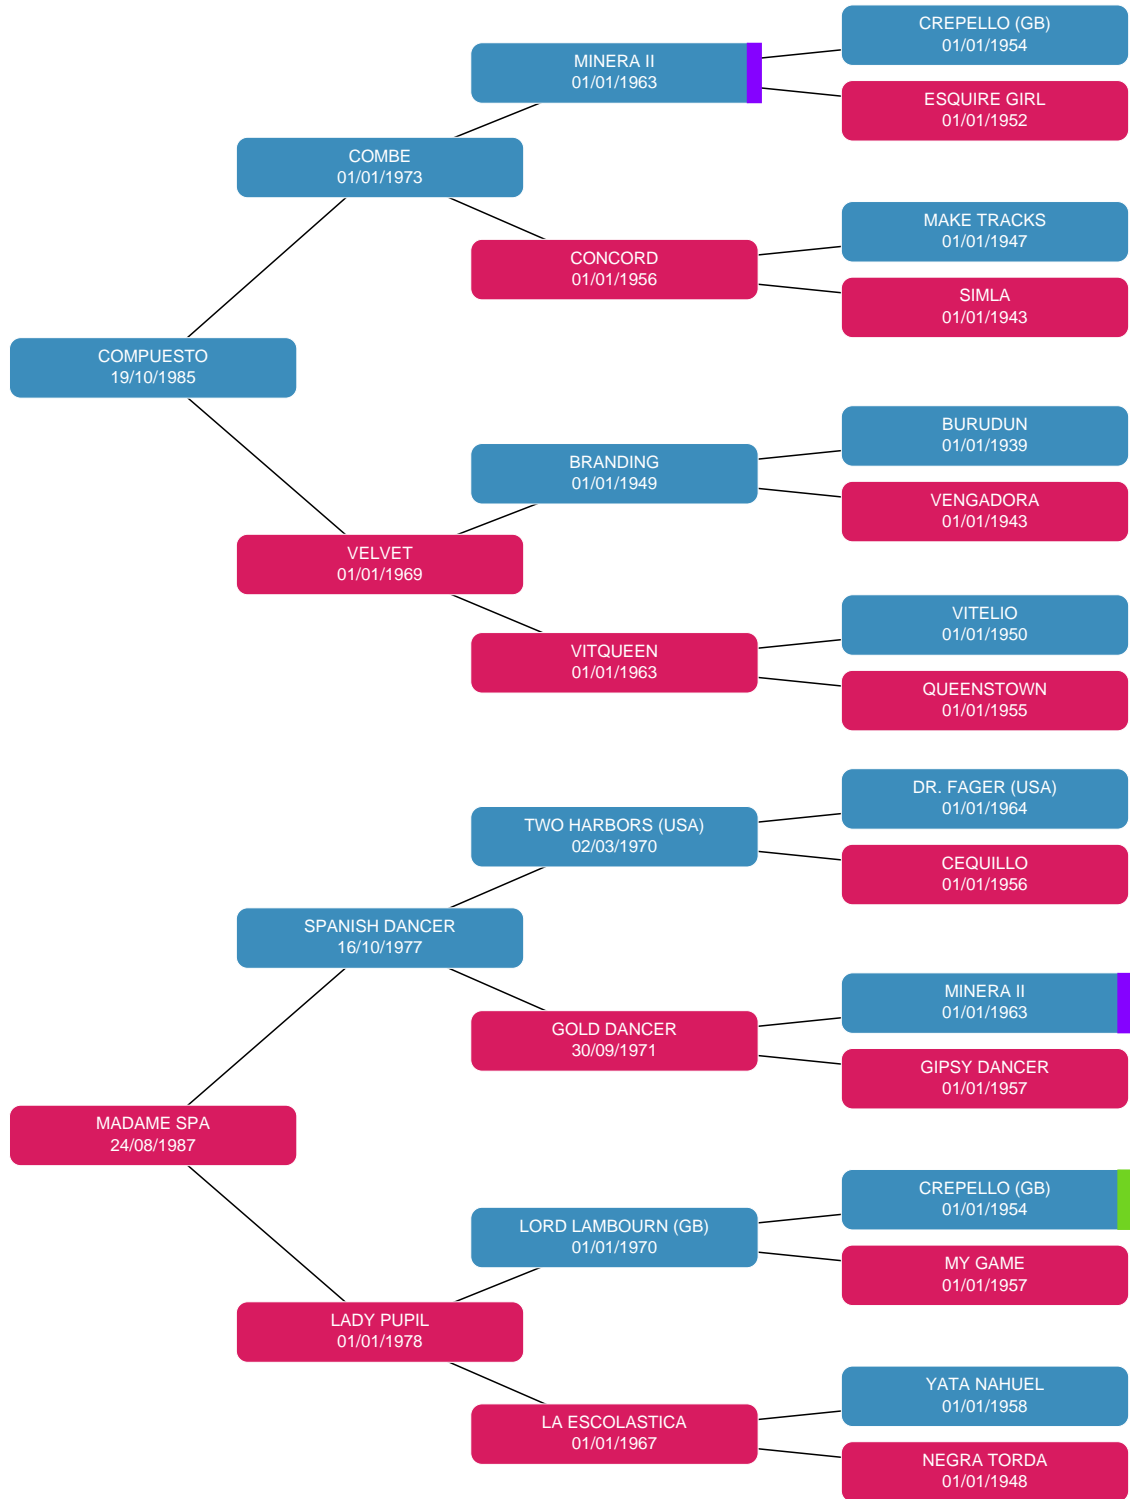 CREPELLO (GB)
01/01/1954
MINERA II
01/01/1963
ESQUIRE GIRL
01/01/1952
COMBE
01/01/1973
MAKE TRACKS
01/01/1947
CONCORD
01/01/1956
SIMLA
01/01/1943
COMPUESTO
19/10/1985
BURUDUN
01/01/1939
BRANDING
01/01/1949
VENGADORA
01/01/1943
VELVET
01/01/1969
VITELIO
01/01/1950
VITQUEEN
01/01/1963
QUEENSTOWN
01/01/1955
DR. FAGER (USA)
01/01/1964
TWO HARBORS (USA)
02/03/1970
CEQUILLO
01/01/1956
SPANISH DANCER
16/10/1977
MINERA II
01/01/1963
GOLD DANCER
30/09/1971
GIPSY DANCER
01/01/1957
MADAME SPA
24/08/1987
CREPELLO (GB)
01/01/1954
LORD LAMBOURN (GB)
01/01/1970
MY GAME
01/01/1957
LADY PUPIL
01/01/1978
YATA NAHUEL
01/01/1958
LA ESCOLASTICA
01/01/1967
NEGRA TORDA
01/01/1948